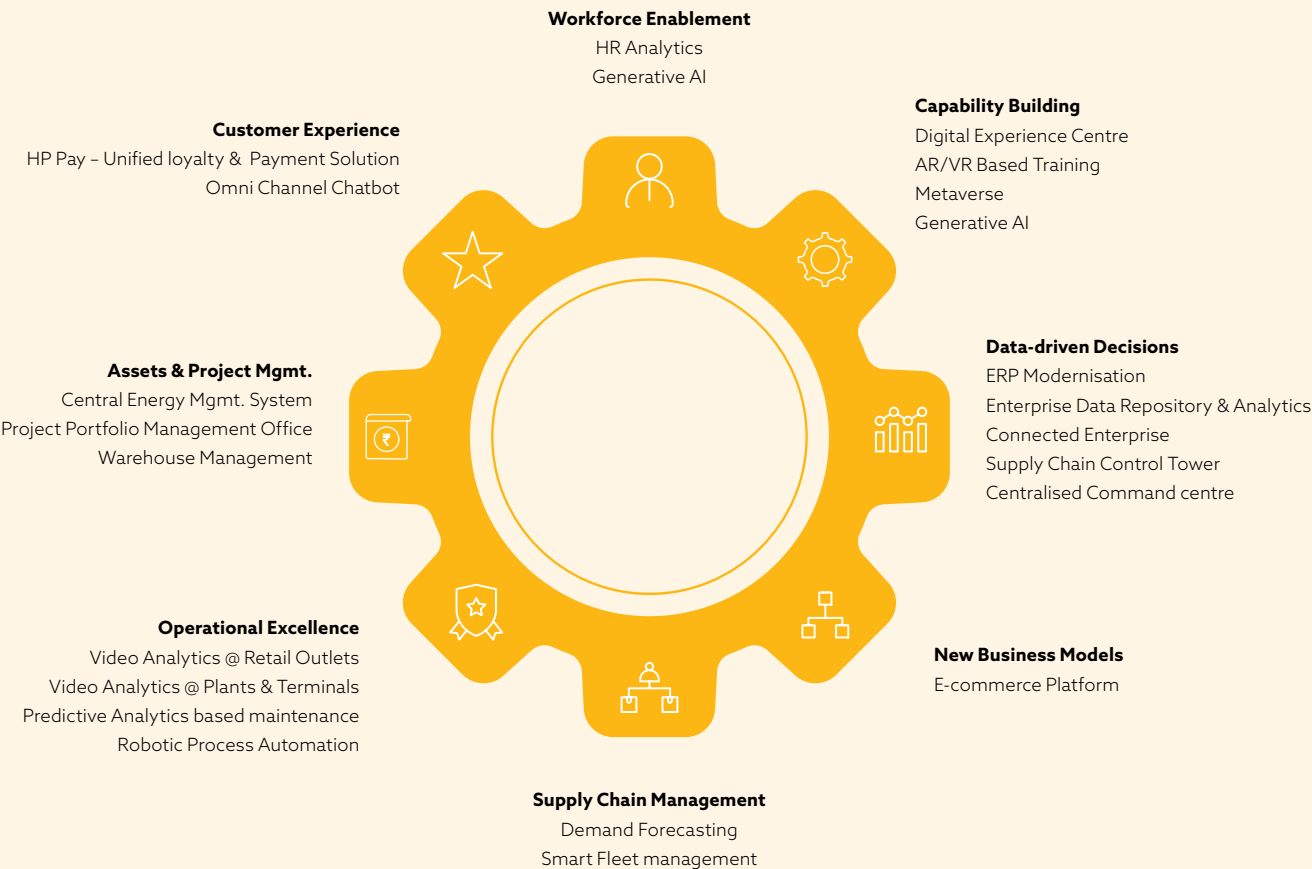 Workforce Enablement
HR Analytics
Generative AI
Capability Building
Digital Experience Centre
AR/VR Based Training
Metaverse
Generative AI
Data-driven Decisions
ERP Modernisation
Enterprise Data Repository & Analytics
Connected Enterprise
Supply Chain Control Tower
Centralised Command centre
New Business Models
E-commerce Platform
Supply Chain Management
Demand Forecasting
Smart Fleet management
Operational Excellence
Video Analytics @ Retail Outlets
Video Analytics @ Plants & Terminals
Predictive Analytics based maintenance
Robotic Process Automation
Assets & Project Mgmt.
Central Energy Mgmt. System
Project Portfolio Management Office
Warehouse Management
₹
Customer Experience
HP Pay – Unified loyalty & Payment Solution
Omni Channel Chatbot